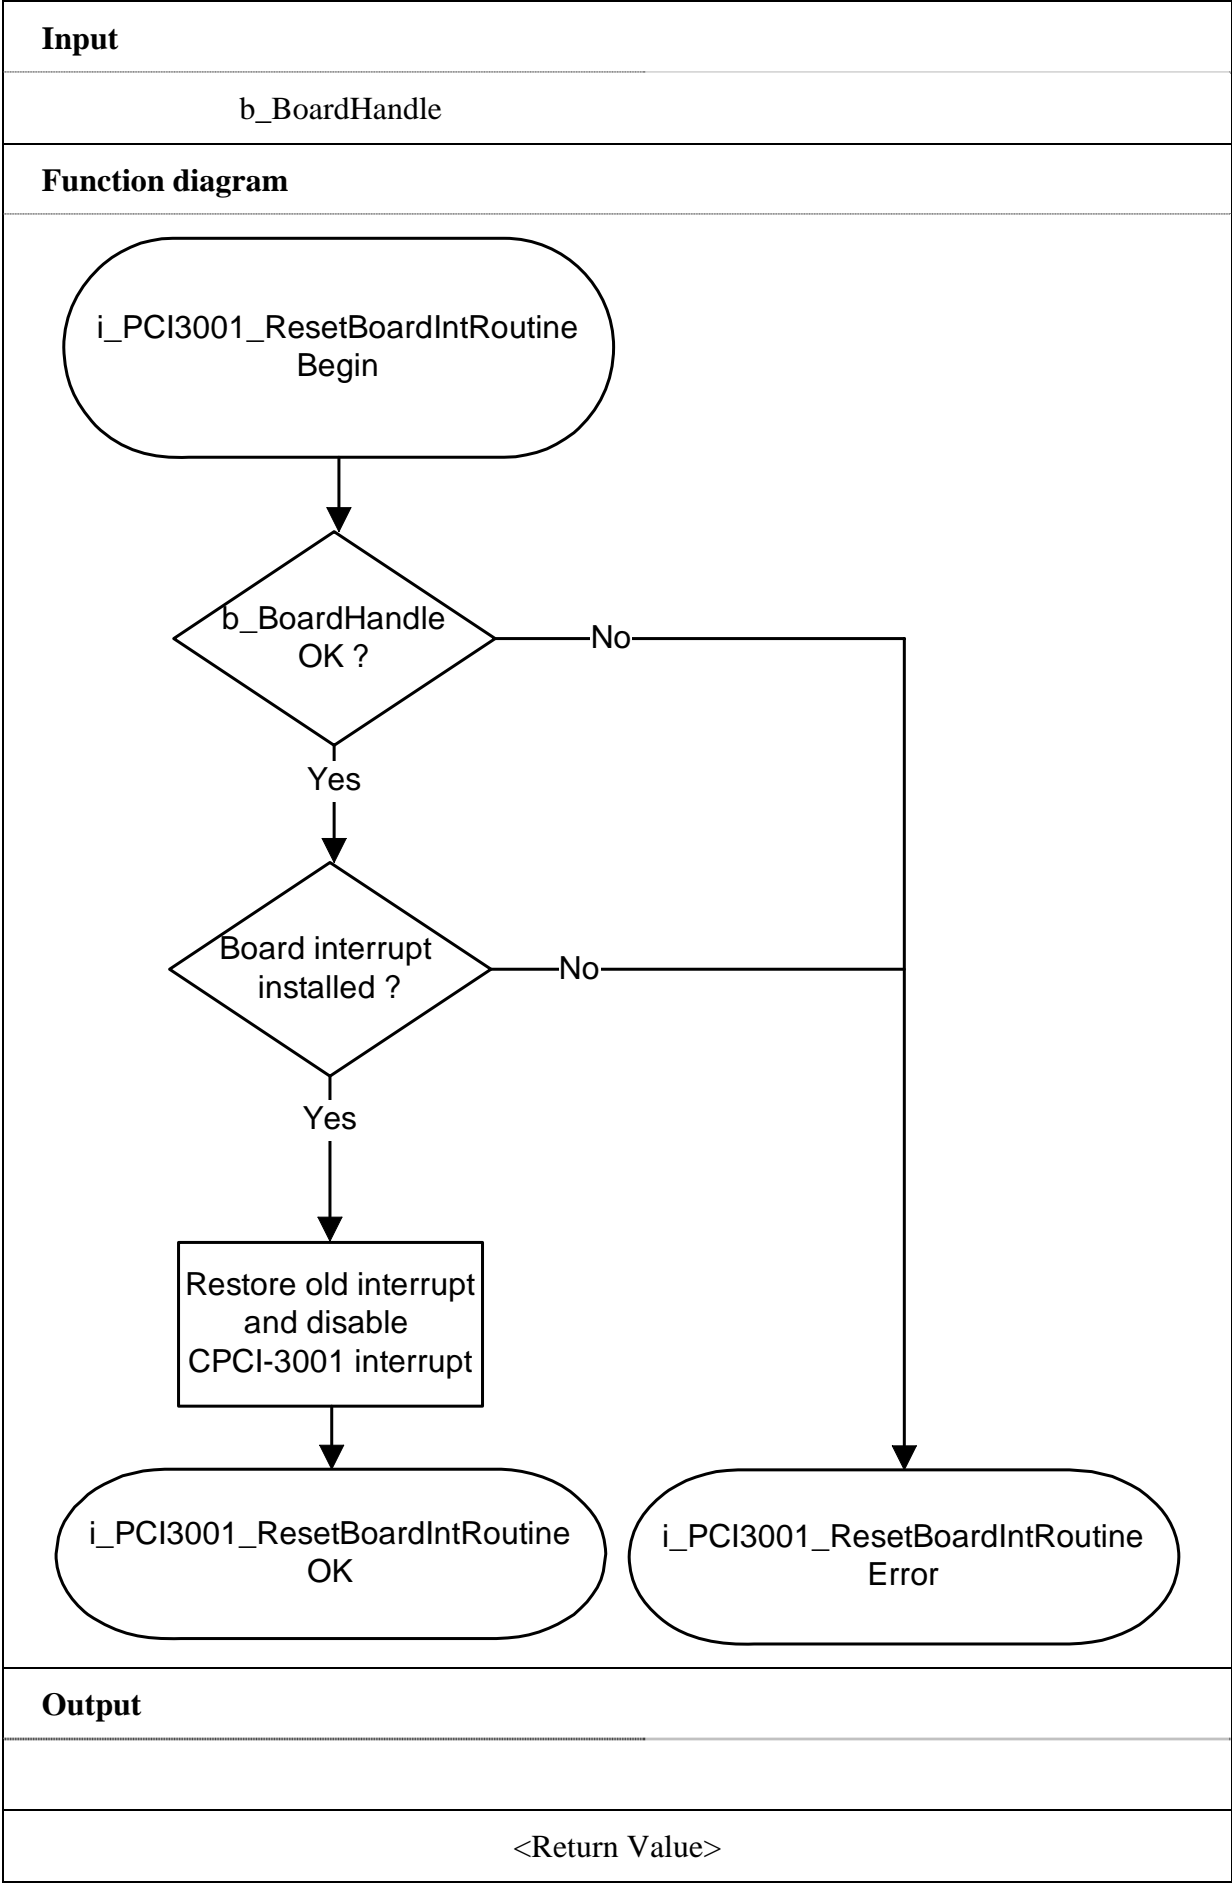 Input
b_BoardHandle
Function diagram
i_PCI3001_ResetBoardIntRoutine
Begin
b_BoardHandle
OK ?
No
Yes
Board interrupt
installed ?
No
Yes
Restore old interrupt
and disable
CPCI-3001 interrupt
i_PCI3001_ResetBoardIntRoutine
OK
i_PCI3001_ResetBoardIntRoutine
Error
Output
<Return Value>